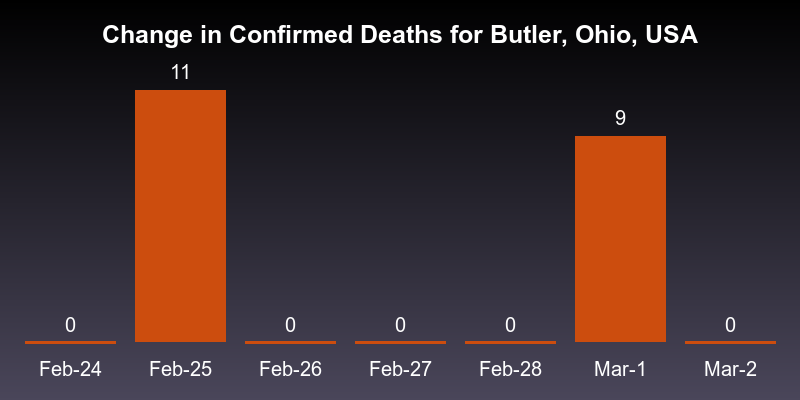 Change in Confirmed Deaths for Butler, Ohio, USA
11
9
0 0 0 0 0
Feb-24 Feb-25 Feb-26 Feb-27 Feb-28 Mar-1 Mar-2